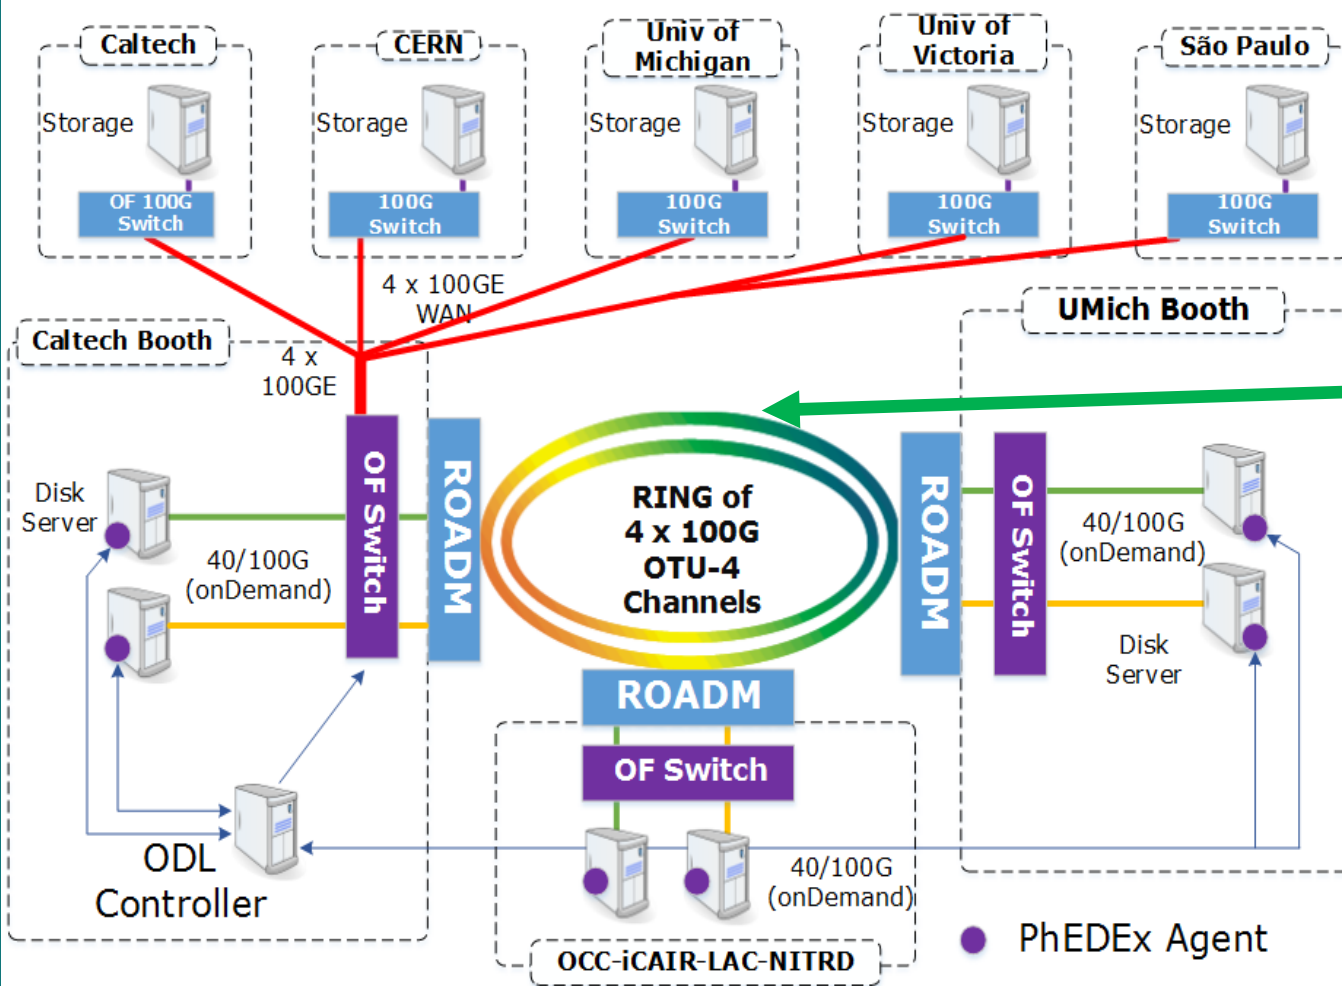 Caltech
CERN
Univ of
Michigan
Univ of
Victoria
São Paulo
Storage
Storage
Storage
Storage
Storage
OF 100G
Switch
100G
Switch
100G
Switch
100G
Switch
100G
Switch
4 x 100GE
WAN
Caltech Booth
4 x
100GE
UMich Booth
Disk
Server
40/100G
(onDemand)
OF Switch
ROADM
RING of
4 x 100G
OTU-4
Channels
ROADM
OF Switch
40/100G
(onDemand)
Disk
Server
ROADM
OF Switch
40/100G
(onDemand)
ODL
Controller
OCC-iCAIR-LAC-NITRD
PhEDEx Agent